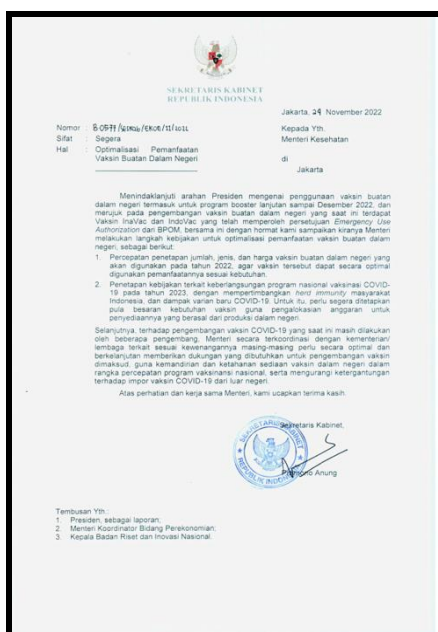 SEKRETARIS KABINET
REPUBLIK INDONESIA
Jakarta, 24 November 2022
Nomor :
Sifat : Segera
Hal : Optimalisasi Pemanfaatan
Vaksin Buatan Dalam Negeri
Kepada Yth.
Menteri Kesehatan
di
Jakarta
Menindaklanjuti arahan Presiden mengenai penggunaan vaksin buatan
dalam negeri termasuk untuk program booster lanjutan sampai Desember 2022, dan
merujuk pada pengembangan vaksin buatan dalam negeri yang saat ini terdapat
Vaksin InaVac dan IndoVac yang telah memperoleh persetujuan Emergency Use
Authorization dari BPOM, bersama ini dengan hormat kami sampaikan kiranya Menteri
melakukan langkah kebijakan untuk optimalisasi pemanfaatan vaksin buatan dalam
negeri, sebagai berikut:
1. Percepatan penetapan jumlah, jenis, dan harga vaksin buatan dalam negeri yang
akan digunakan pada tahun 2022, agar vaksin tersebut dapat secara optimal
digunakan pemanfaatannya sesuai kebutuhan.
2. Penetapan kebijakan terkait keberlangsungan program nasional vaksinasi COVID-
19 pada tahun 2023, dengan mempertimbangkan herd immunity masyarakat
Indonesia, dan dampak varian baru COVID-19. Untuk itu, perlu segera ditetapkan
pula besaran kebutuhan vaksin guna pengalokasian anggaran untuk
penyediaannya yang berasal dari produksi dalam negeri.
Selanjutnya, terhadap pengembangan vaksin COVID-19 yang saat ini masih dilakukan
oleh beberapa pengembang, Menteri secara terkoordinasi dengan kementerian/
lembaga terkait sesuai kewenangannya masing-masing perlu secara optimal dan
berkelanjutan memberikan dukungan yang dibutuhkan untuk pengembangan vaksin
dimaksud, guna kemandirian dan ketahanan sediaan vaksin dalam negeri dalam
rangka percepatan program vaksinasi nasional, serta mengurangi ketergantungan
terhadap impor vaksin COVID-19 dari luar negeri.
Atas perhatian dan kerja sama Menteri, kami ucapkan terima kasih.
Sekretaris Kabinet,
Pramono Anung
Tembusan Yth.:
1. Presiden, sebagai laporan;
2. Menteri Koordinator Bidang Perekonomian;
3. Kepala Badan Riset dan Inovasi Nasional.